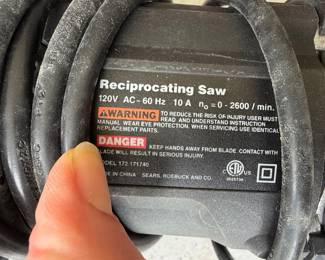 Reciprocating Saw
120V AC~60 Hz 10 A n₀ = 0 - 2600 / min.
⚠WARNING TO REDUCE THE RISK OF INJURY USER MUST
READ AND UNDERSTAND INSTRUCTION
MANUAL. WEAR EYE PROTECTION. WHEN SERVICING USE IDENTICAL
REPLACEMENT PARTS.
DANGER KEEP HANDS AWAY FROM BLADE. CONTACT WITH
BLADE WILL RESULT IN SERIOUS INJURY.
MODEL 172.171740
MADE IN CHINA SEARS, ROEBUCK AND CO.
ETL